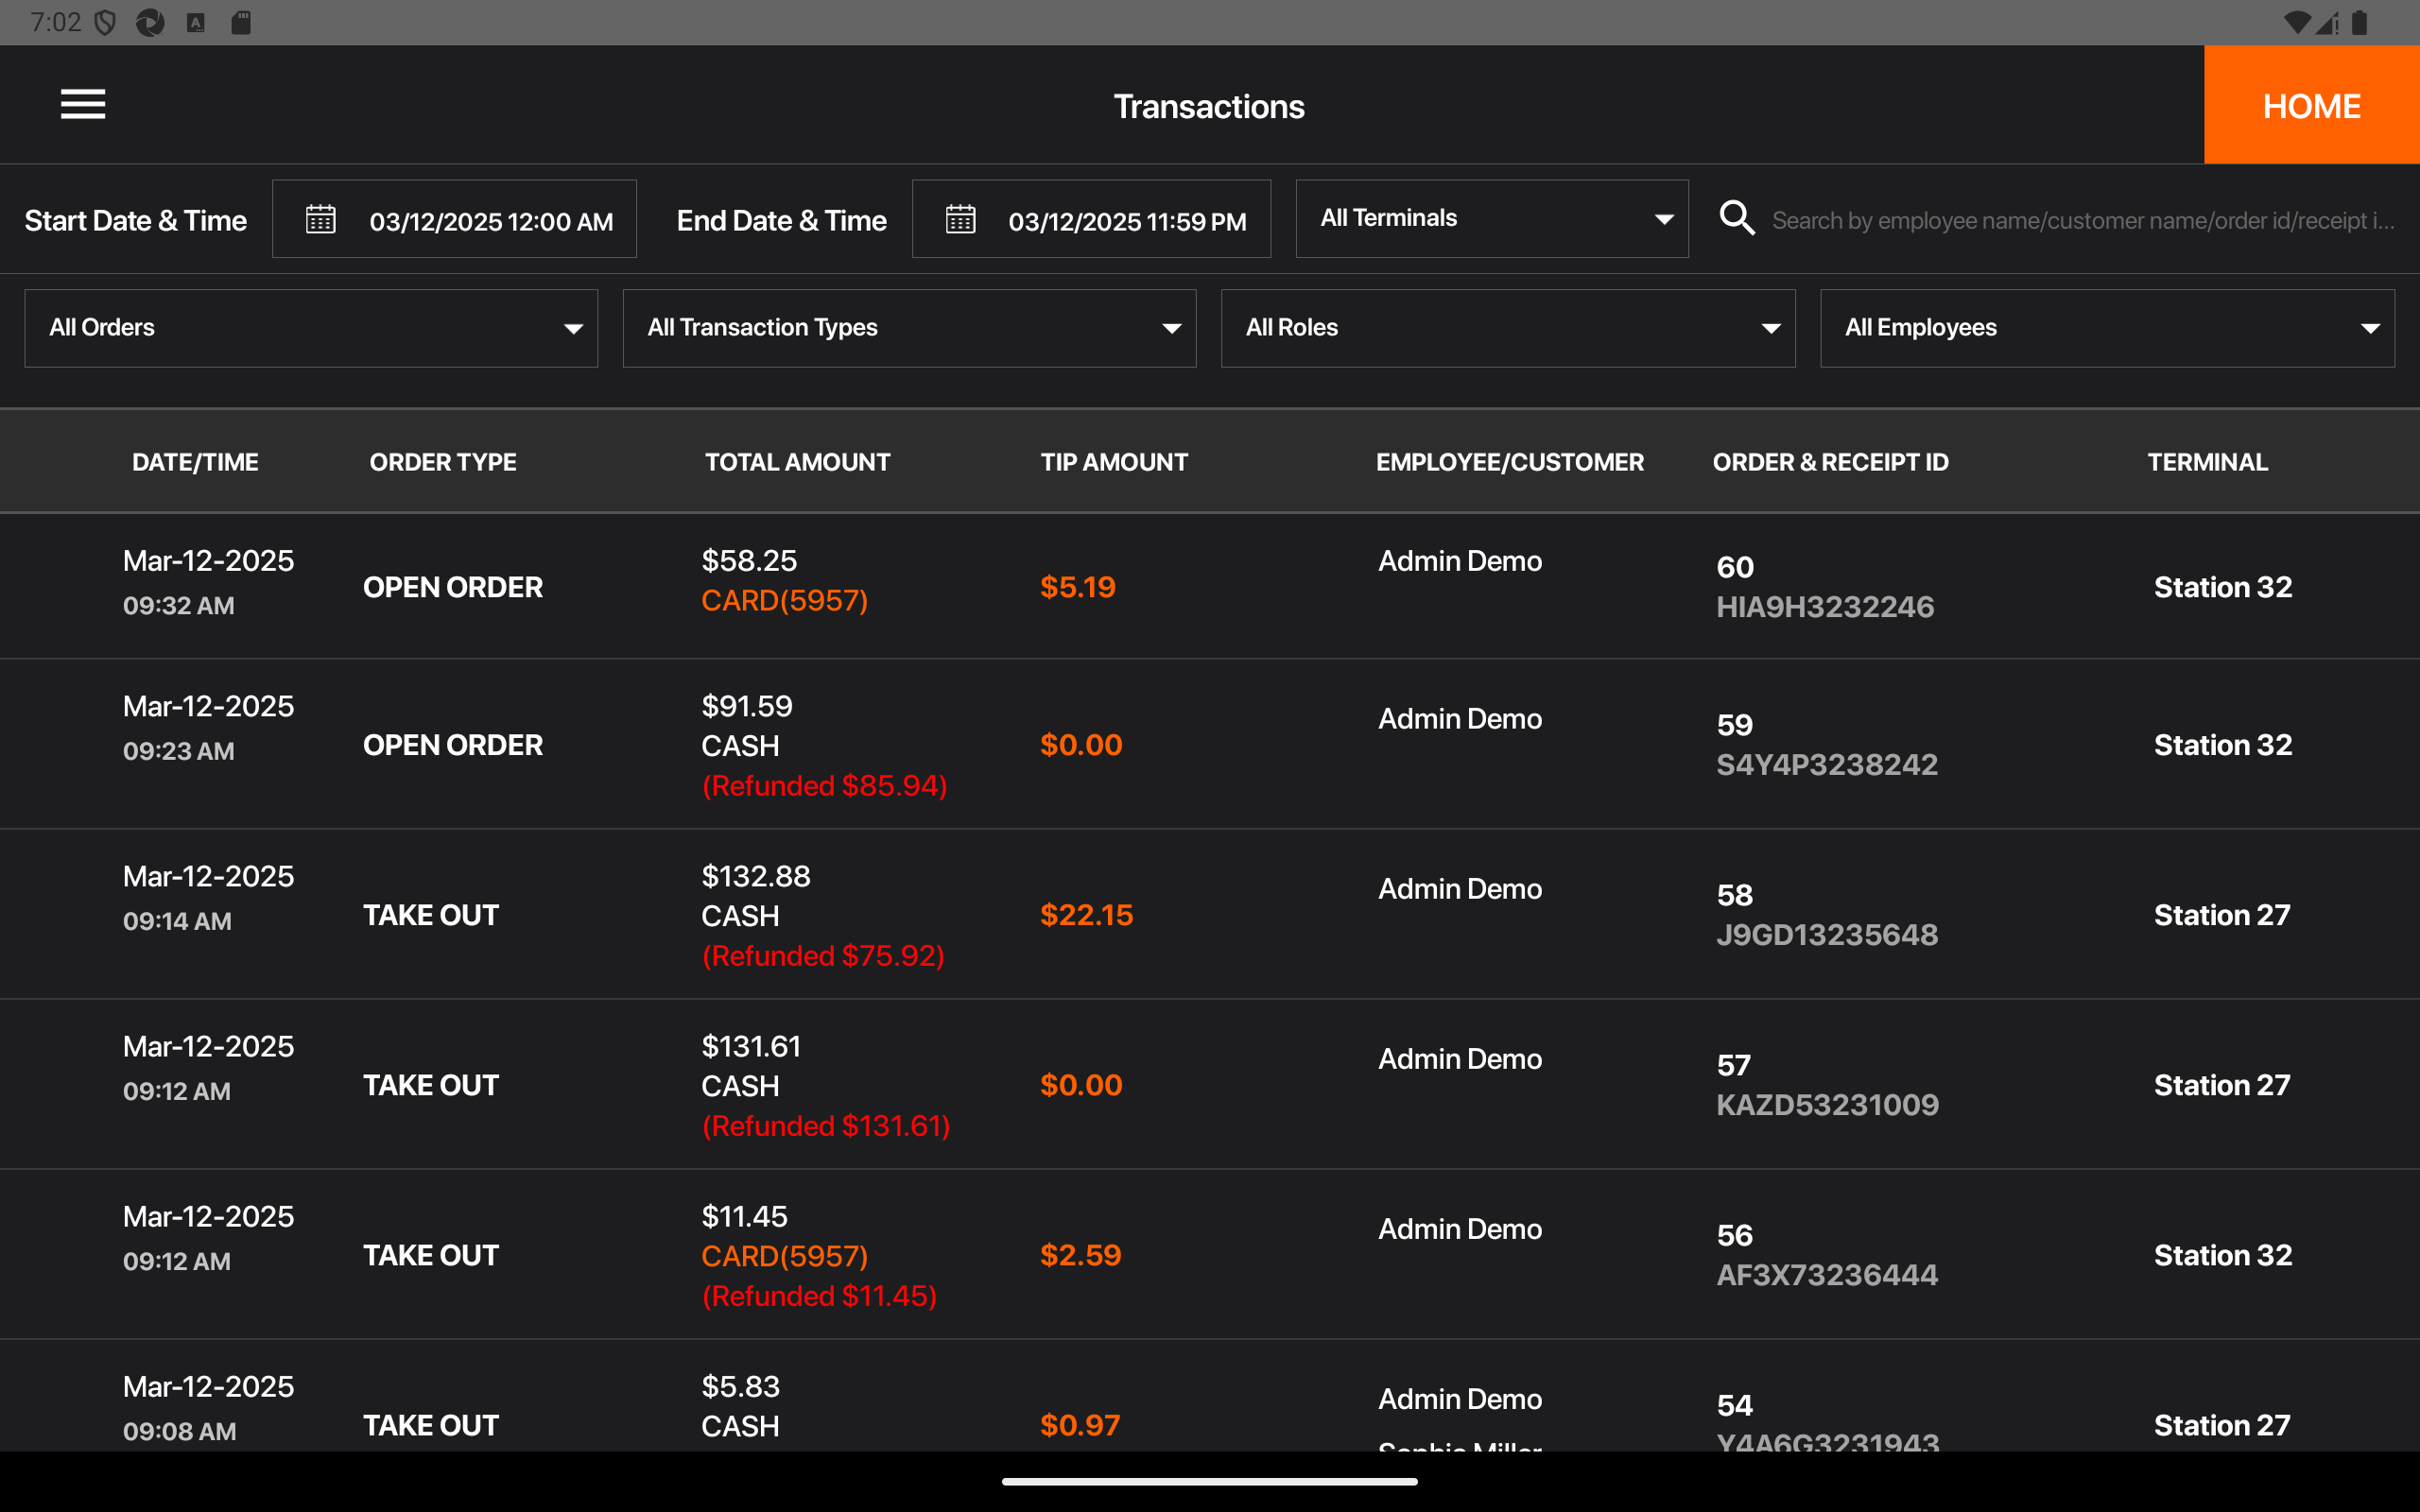 7:02
Transactions
HOME
Start Date & Time
03/12/2025 12:00 AM
End Date & Time
03/12/2025 11:59 PM
All Terminals
Search by employee name/customer name/order id/receipt i...
All Orders
All Transaction Types
All Roles
All Employees
DATE/TIME ORDER TYPE TOTAL AMOUNT TIP AMOUNT EMPLOYEE/CUSTOMER ORDER & RECEIPT ID TERMINAL
Mar-12-2025
09:32 AM
OPEN ORDER
$58.25
CARD(5957)
$5.19
Admin Demo
60
HIA9H3232246
Station 32
Mar-12-2025
09:23 AM
OPEN ORDER
$91.59
CASH
(Refunded $85.94)
$0.00
Admin Demo
59
S4Y4P3238242
Station 32
Mar-12-2025
09:14 AM
TAKE OUT
$132.88
CASH
(Refunded $75.92)
$22.15
Admin Demo
58
J9GD13235648
Station 27
Mar-12-2025
09:12 AM
TAKE OUT
$131.61
CASH
(Refunded $131.61)
$0.00
Admin Demo
57
KAZD53231009
Station 27
Mar-12-2025
09:12 AM
TAKE OUT
$11.45
CARD(5957)
(Refunded $11.45)
$2.59
Admin Demo
56
AF3X73236444
Station 32
Mar-12-2025
09:08 AM
TAKE OUT
$5.83
CASH
$0.97
Admin Demo
Sophia Miller
54
Y4A6G3231943
Station 27